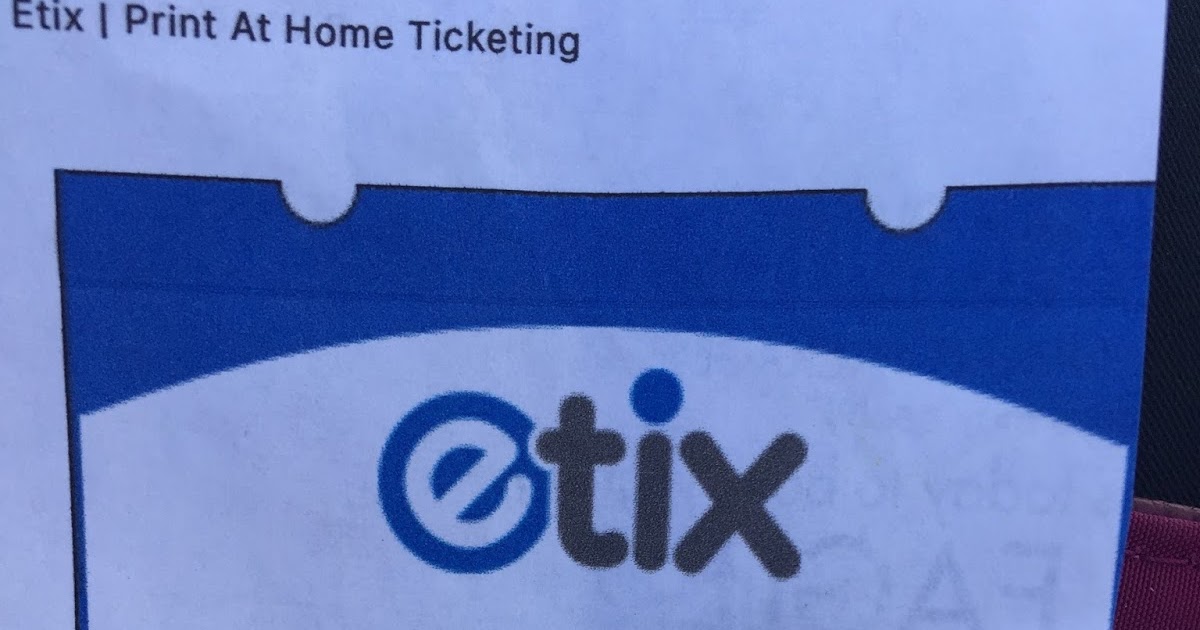 Etix | Print At Home Ticketing
etix